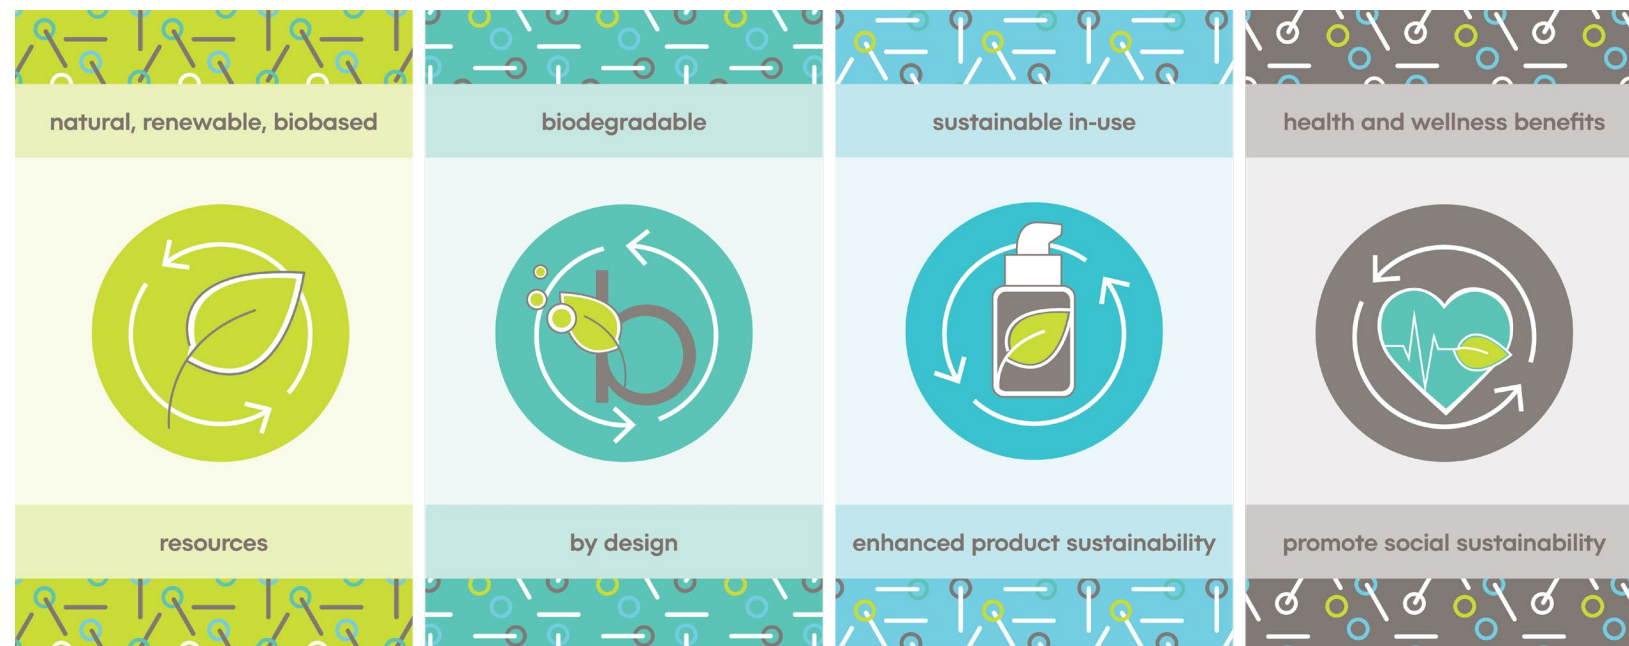 natural, renewable, biobased
resources
biodegradable
b
by design
sustainable in-use
enhanced product sustainability
health and wellness benefits
promote social sustainability